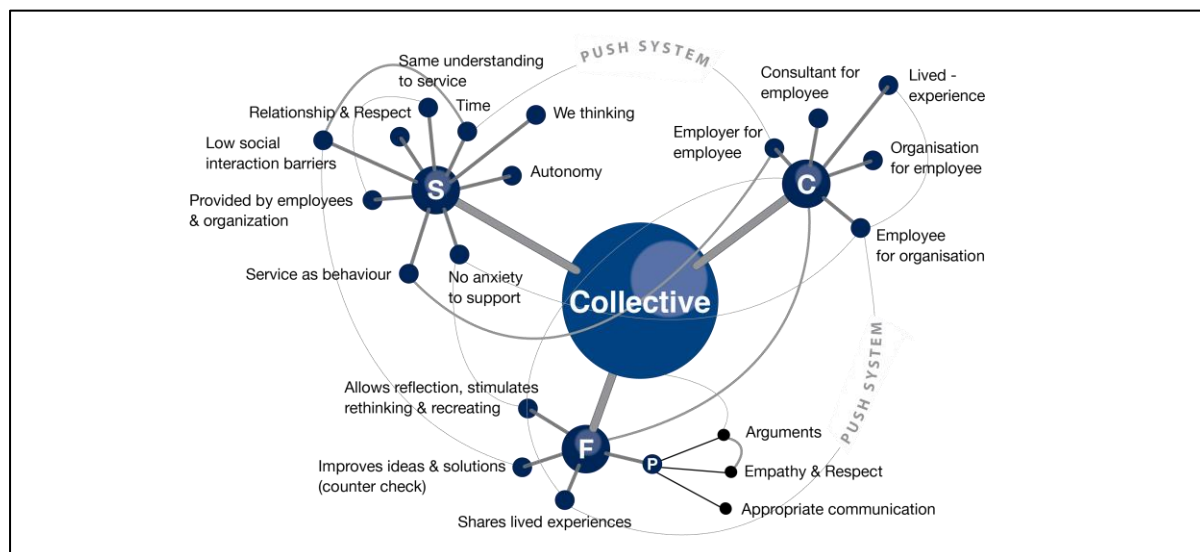 PUSH SYSTEM
Same understanding
to service
Time
Relationship & Respect
We thinking
Low social
interaction barriers
Autonomy
S
Provided by employees
& organization
Service as behaviour
No anxiety
to support
Consultant for
employee
Lived -
experience
Employer for
employee
Organisation
for employee
C
Employee
for organisation
Collective
PUSH SYSTEM
Allows reflection, stimulates
rethinking & recreating
F
P
Arguments
Improves ideas & solutions
(counter check)
Empathy & Respect
Shares lived experiences
Appropriate communication